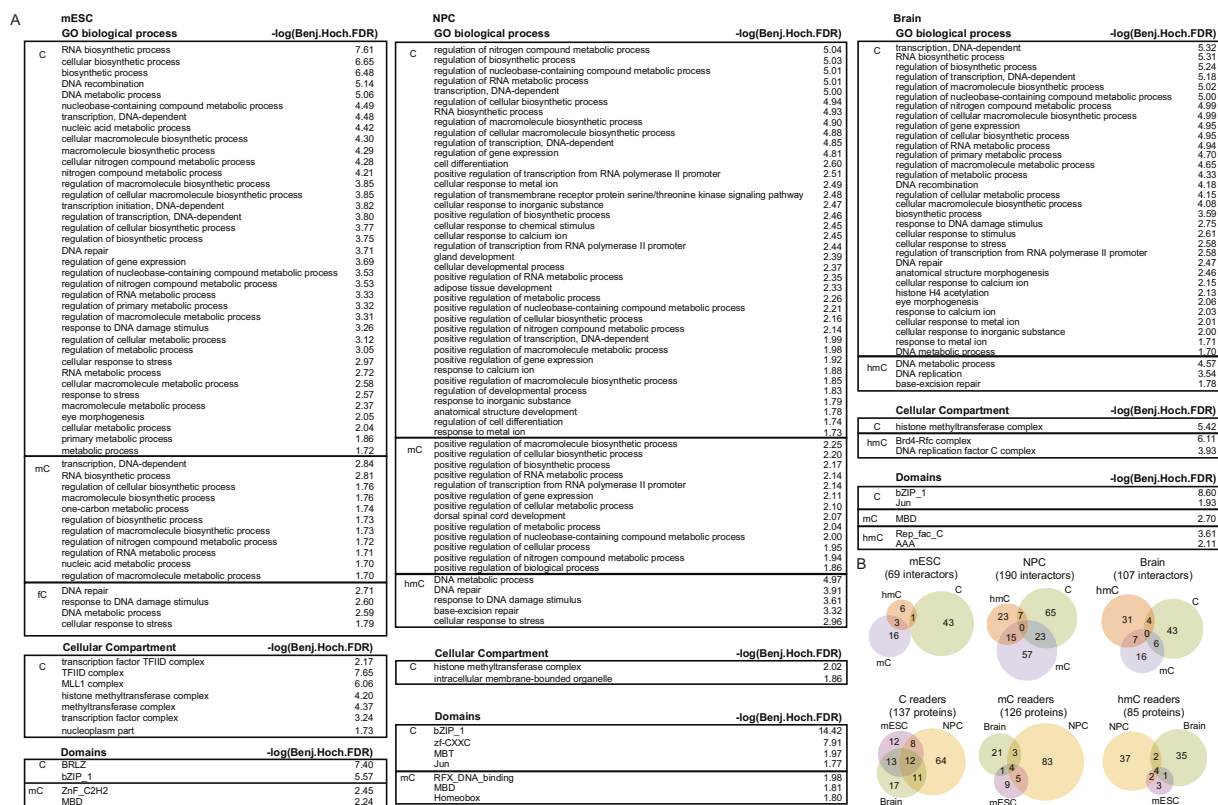 A
mESC
GO biological process -log(Benj.Hoch.FDR)
C RNA biosynthetic process 7.61
cellular biosynthetic process 6.65
biosynthetic process 6.48
DNA recombination 5.14
DNA metabolic process 5.06
nucleobase-containing compound metabolic process 4.49
transcription, DNA-dependent 4.48
nucleic acid metabolic process 4.42
cellular macromolecule biosynthetic process 4.30
macromolecule biosynthetic process 4.29
cellular nitrogen compound metabolic process 4.28
nitrogen compound metabolic process 4.21
regulation of macromolecule biosynthetic process 3.85
regulation of cellular macromolecule biosynthetic process 3.85
transcription initiation, DNA-dependent 3.82
regulation of transcription, DNA-dependent 3.80
regulation of cellular biosynthetic process 3.77
regulation of biosynthetic process 3.75
DNA repair 3.71
regulation of gene expression 3.69
regulation of nucleobase-containing compound metabolic process 3.53
regulation of nitrogen compound metabolic process 3.53
regulation of RNA metabolic process 3.33
regulation of primary metabolic process 3.32
regulation of macromolecule metabolic process 3.31
response to DNA damage stimulus 3.26
regulation of cellular metabolic process 3.12
regulation of metabolic process 3.05
cellular response to stress 2.97
RNA metabolic process 2.72
cellular macromolecule metabolic process 2.58
response to stress 2.57
macromolecule metabolic process 2.37
eye morphogenesis 2.05
cellular metabolic process 2.04
primary metabolic process 1.86
metabolic process 1.72
mC transcription, DNA-dependent 2.84
RNA biosynthetic process 2.81
regulation of cellular biosynthetic process 1.76
macromolecule biosynthetic process 1.76
one-carbon metabolic process 1.74
regulation of biosynthetic process 1.73
regulation of macromolecule biosynthetic process 1.73
regulation of nitrogen compound metabolic process 1.72
regulation of RNA metabolic process 1.71
nucleic acid metabolic process 1.70
regulation of macromolecule metabolic process 1.70
fC DNA repair 2.71
response to DNA damage stimulus 2.60
DNA metabolic process 2.59
cellular response to stress 1.79
Cellular Compartment -log(Benj.Hoch.FDR)
C transcription factor TFIID complex 2.17
TFIID complex 7.65
MLL1 complex 6.06
histone methyltransferase complex 4.20
methyltransferase complex 4.37
transcription factor complex 3.24
nucleoplasm part 1.73
Domains -log(Benj.Hoch.FDR)
C BRLZ 7.40
bZIP_1 5.57
mC ZnF_C2H2 2.45
MBD 2.24
NPC
GO biological process -log(Benj.Hoch.FDR)
C regulation of nitrogen compound metabolic process 5.04
regulation of biosynthetic process 5.03
regulation of nucleobase-containing compound metabolic process 5.01
regulation of RNA metabolic process 5.01
transcription, DNA-dependent 5.00
regulation of cellular biosynthetic process 4.94
RNA biosynthetic process 4.93
regulation of macromolecule biosynthetic process 4.90
regulation of cellular macromolecule biosynthetic process 4.88
regulation of transcription, DNA-dependent 4.85
regulation of gene expression 4.81
cell differentiation 2.60
positive regulation of transcription from RNA polymerase II promoter 2.51
cellular response to metal ion 2.49
regulation of transmembrane receptor protein serine/threonine kinase signaling pathway 2.48
cellular response to inorganic substance 2.47
positive regulation of biosynthetic process 2.46
cellular response to chemical stimulus 2.45
cellular response to calcium ion 2.45
regulation of transcription from RNA polymerase II promoter 2.44
gland development 2.39
cellular developmental process 2.37
positive regulation of RNA metabolic process 2.35
adipose tissue development 2.33
positive regulation of metabolic process 2.26
positive regulation of nucleobase-containing compound metabolic process 2.21
positive regulation of cellular biosynthetic process 2.16
positive regulation of nitrogen compound metabolic process 2.14
positive regulation of transcription, DNA-dependent 1.99
positive regulation of macromolecule metabolic process 1.98
positive regulation of gene expression 1.92
response to calcium ion 1.88
positive regulation of macromolecule biosynthetic process 1.85
regulation of developmental process 1.83
response to inorganic substance 1.79
anatomical structure development 1.78
regulation of cell differentiation 1.74
response to metal ion 1.73
mC positive regulation of macromolecule biosynthetic process 2.25
positive regulation of cellular biosynthetic process 2.20
positive regulation of biosynthetic process 2.17
positive regulation of RNA metabolic process 2.14
regulation of transcription from RNA polymerase II promoter 2.14
positive regulation of gene expression 2.11
positive regulation of cellular metabolic process 2.10
dorsal spinal cord development 2.07
positive regulation of metabolic process 2.04
positive regulation of nucleobase-containing compound metabolic process 2.00
positive regulation of cellular process 1.95
positive regulation of nitrogen compound metabolic process 1.94
positive regulation of biological process 1.86
hmC DNA metabolic process 4.97
DNA repair 3.91
response to DNA damage stimulus 3.61
base-excision repair 3.32
cellular response to stress 2.96
Cellular Compartment -log(Benj.Hoch.FDR)
C histone methyltransferase complex 2.02
intracellular membrane-bounded organelle 1.86
Domains -log(Benj.Hoch.FDR)
C bZIP_1 14.42
zf-CXXC 7.91
MBT 1.97
Jun 1.77
mC RFX_DNA_binding 1.98
MBD 1.81
Homeobox 1.80
Brain
GO biological process -log(Benj.Hoch.FDR)
C transcription, DNA-dependent 5.32
RNA biosynthetic process 5.31
regulation of biosynthetic process 5.24
regulation of transcription, DNA-dependent 5.18
regulation of macromolecule biosynthetic process 5.02
regulation of nucleobase-containing compound metabolic process 5.00
regulation of nitrogen compound metabolic process 4.99
regulation of cellular macromolecule biosynthetic process 4.99
regulation of gene expression 4.95
regulation of cellular biosynthetic process 4.95
regulation of RNA metabolic process 4.94
regulation of primary metabolic process 4.70
regulation of macromolecule metabolic process 4.65
regulation of metabolic process 4.33
DNA recombination 4.18
regulation of cellular metabolic process 4.15
cellular macromolecule biosynthetic process 4.08
biosynthetic process 3.59
response to DNA damage stimulus 2.75
cellular response to stimulus 2.61
cellular response to stress 2.58
regulation of transcription from RNA polymerase II promoter 2.58
DNA repair 2.47
anatomical structure morphogenesis 2.46
cellular response to calcium ion 2.15
histone H4 acetylation 2.13
eye morphogenesis 2.06
response to calcium ion 2.03
cellular response to metal ion 2.01
cellular response to inorganic substance 2.00
response to metal ion 1.71
DNA metabolic process 1.70
hmC DNA metabolic process 4.57
DNA replication 3.54
base-excision repair 1.78
Cellular Compartment -log(Benj.Hoch.FDR)
C histone methyltransferase complex 5.42
hmC Brd4-Rfc complex 6.11
DNA replication factor C complex 3.93
Domains -log(Benj.Hoch.FDR)
C bZIP_1 8.60
Jun 1.93
mC MBD 2.70
hmC Rep_fac_C 3.61
AAA 2.11
B
mESC
(69 interactors)
hmC
C
6
1
3
43
16
mC
NPC
(190 interactors)
hmC
C
23
7
65
0
15
23
57
mC
Brain
(107 interactors)
hmC
C
31
4
0
43
7
6
16
mC
C readers
(137 proteins)
mESC
NPC
12
8
13
12
64
11
17
Brain
mC readers
(126 proteins)
Brain
NPC
21
3
1
4
83
5
9
mESC
hmC readers
(85 proteins)
NPC
Brain
37
2
35
4
2
1
3
mESC